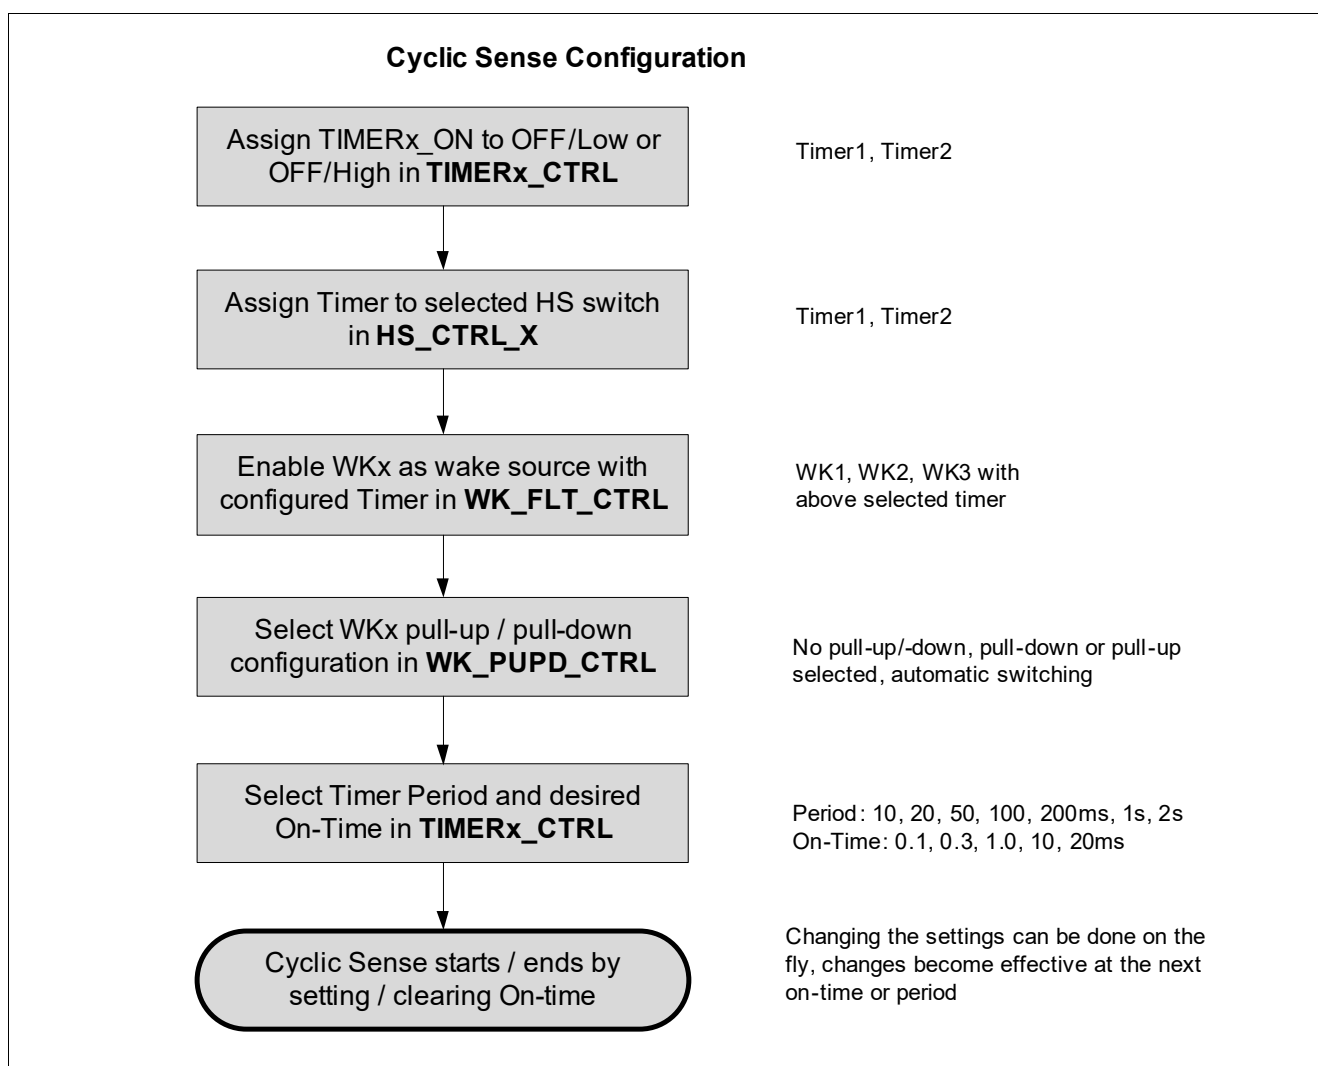 Cyclic Sense Configuration
Assign TIMERx_ON to OFF/Low or
OFF/High in TIMERx_CTRL
Timer1, Timer2
Assign Timer to selected HS switch
in HS_CTRL_X
Timer1, Timer2
Enable WKx as wake source with
configured Timer in WK_FLT_CTRL
WK1, WK2, WK3 with
above selected timer
Select WKx pull-up / pull-down
configuration in WK_PUPD_CTRL
No pull-up/-down, pull-down or pull-up
selected, automatic switching
Select Timer Period and desired
On-Time in TIMERx_CTRL
Period: 10, 20, 50, 100, 200ms, 1s, 2s
On-Time: 0.1, 0.3, 1.0, 10, 20ms
Cyclic Sense starts / ends by
setting / clearing On-time
Changing the settings can be done on the
fly, changes become effective at the next
on-time or period